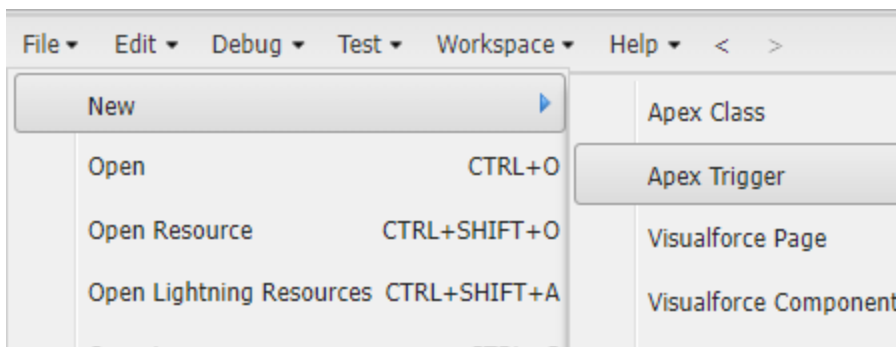 File Edit Debug Test Workspace Help < >
New
Open CTRL+O
Open Resource CTRL+SHIFT+O
Open Lightning Resources CTRL+SHIFT+A
Apex Class
Apex Trigger
Visualforce Page
Visualforce Component